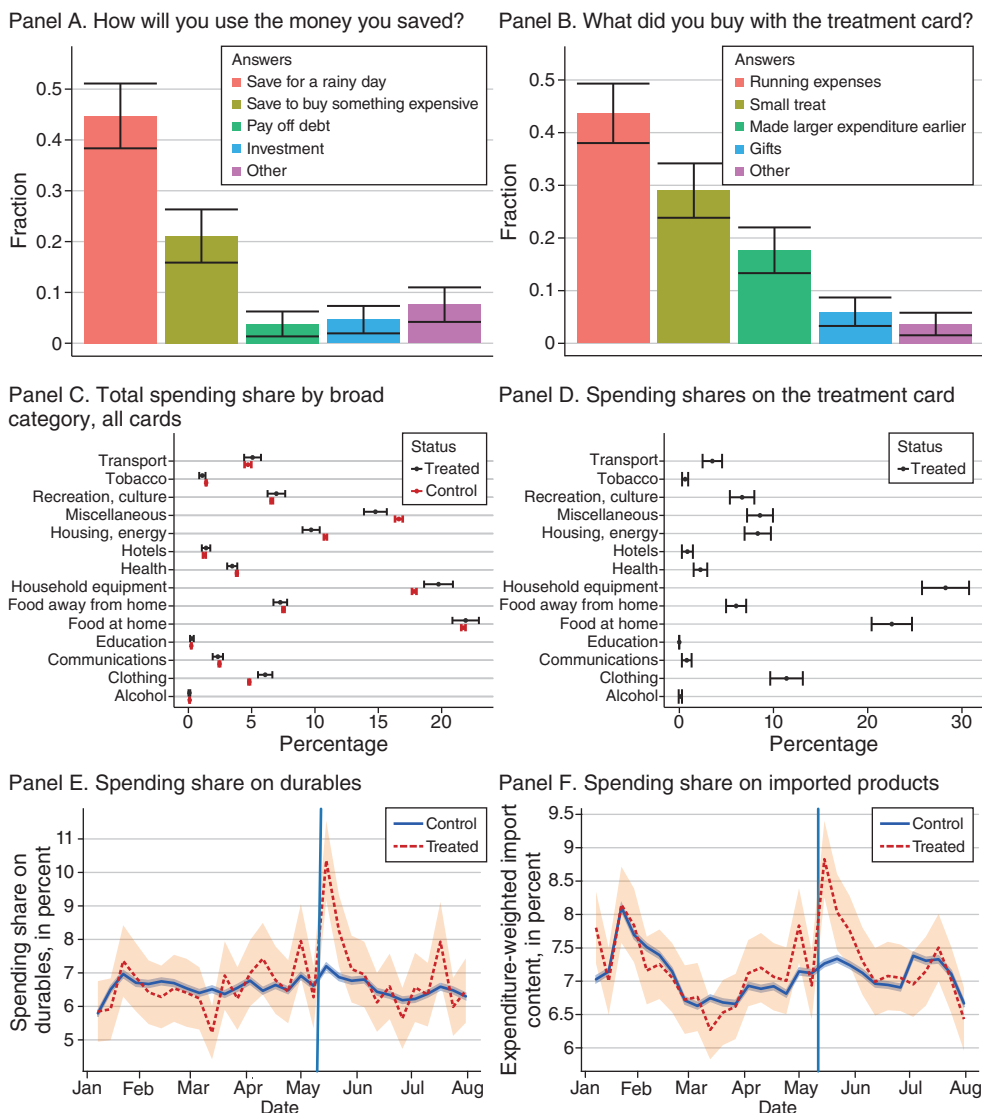 Panel A. How will you use the money you saved?
Fraction
0.5
0.4
0.3
0.2
0.1
0
Answers
Save for a rainy day
Save to buy something expensive
Pay off debt
Investment
Other
Panel B. What did you buy with the treatment card?
Fraction
0.5
0.4
0.3
0.2
0.1
0
Answers
Running expenses
Small treat
Made larger expenditure earlier
Gifts
Other
Panel C. Total spending share by broad
category, all cards
Transport
Tobacco
Recreation, culture
Miscellaneous
Housing, energy
Hotels
Health
Household equipment
Food away from home
Food at home
Education
Communications
Clothing
Alcohol
Status
Treated
Control
0 5 10 15 20
Percentage
Panel D. Spending shares on the treatment card
Transport
Tobacco
Recreation, culture
Miscellaneous
Housing, energy
Hotels
Health
Household equipment
Food away from home
Food at home
Education
Communications
Clothing
Alcohol
Status
Treated
0 10 20 30
Percentage
Panel E. Spending share on durables
Spending share on
durables, in percent
11
10
9
8
7
6
5
Control
Treated
Jan Feb Mar Apr May Jun Jul Aug
Date
Panel F. Spending share on imported products
Expenditure-weighted import
content, in percent
9.5
9
8.5
8
7.5
7
6.5
6
Control
Treated
Jan Feb Mar Apr May Jun Jul Aug
Date